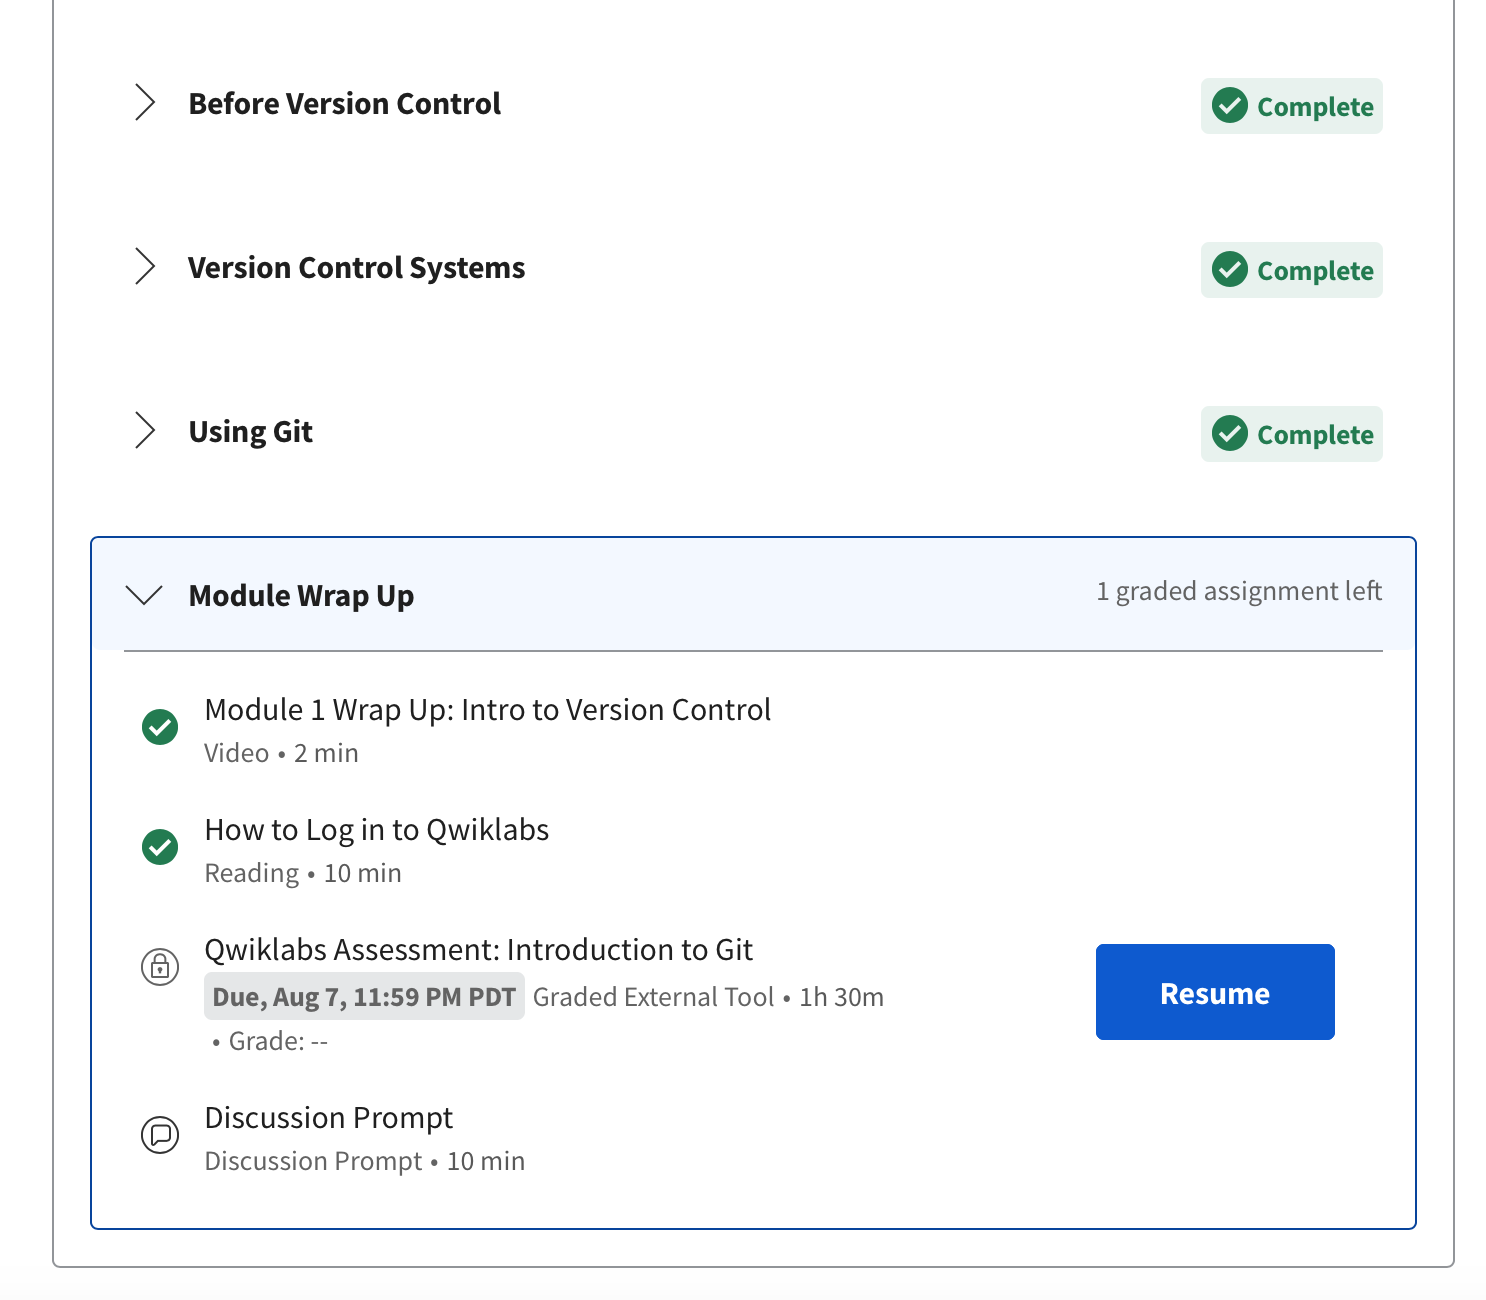 Before Version Control
Complete
Version Control Systems
Complete
Using Git
Complete
Module Wrap Up
1 graded assignment left
Module 1 Wrap Up: Intro to Version Control
Video • 2 min
How to Log in to Qwiklabs
Reading • 10 min
Qwiklabs Assessment: Introduction to Git
Due, Aug 7, 11:59 PM PDT Graded External Tool • 1h 30m
• Grade: --
Resume
Discussion Prompt
Discussion Prompt • 10 min